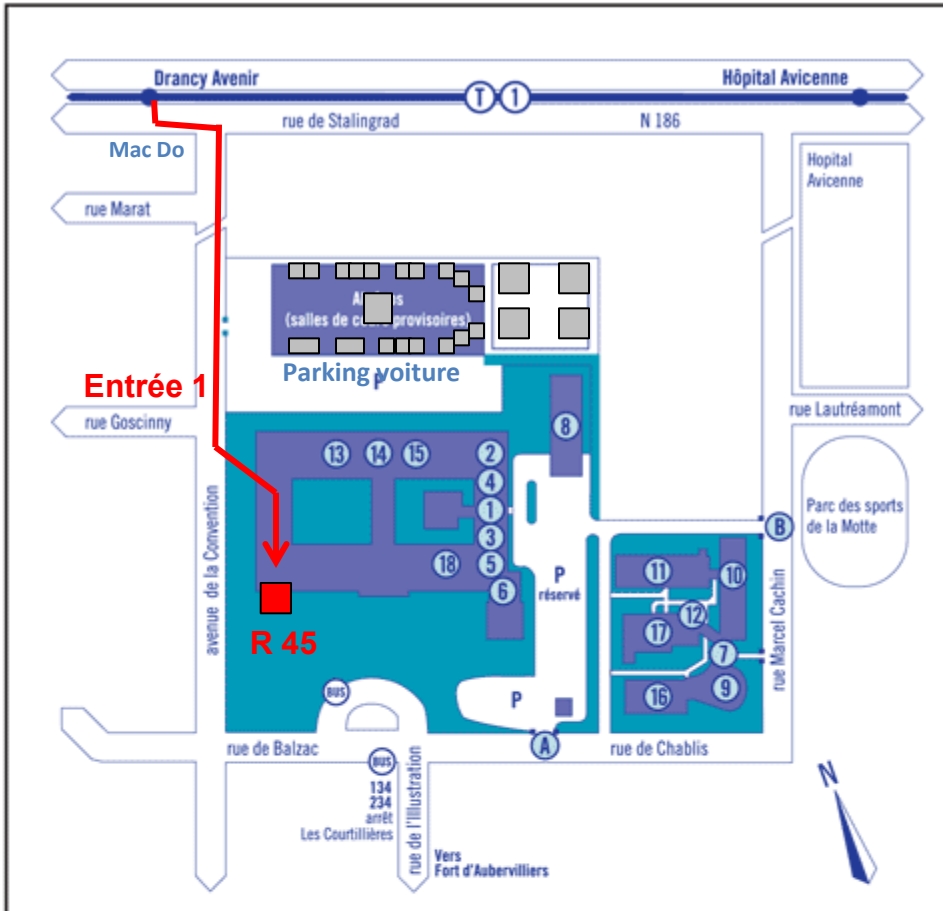 Drancy Avenir
Hôpital Avicenne
T 1
rue de Stalingrad
N 186
Mac Do
Hopital
Avicenne
rue Marat
(salles de cours provisoires)
Parking voiture
P
Entrée 1
rue Goscinny
rue Lautréamont
8
13 14 15 2
4
1
3
18 5
6
avenue de la Convention
P
réservé
B
Parc des sports
de la Motte
11 10
12
17
7
16 9
rue Marcel Cachin
R 45
BUS
P
A
rue de Balzac
rue de Chablis
BUS
134
234
arrêt
Les Courtillières
rue de l'Illustration
Vers
Fort d'Aubervilliers
N